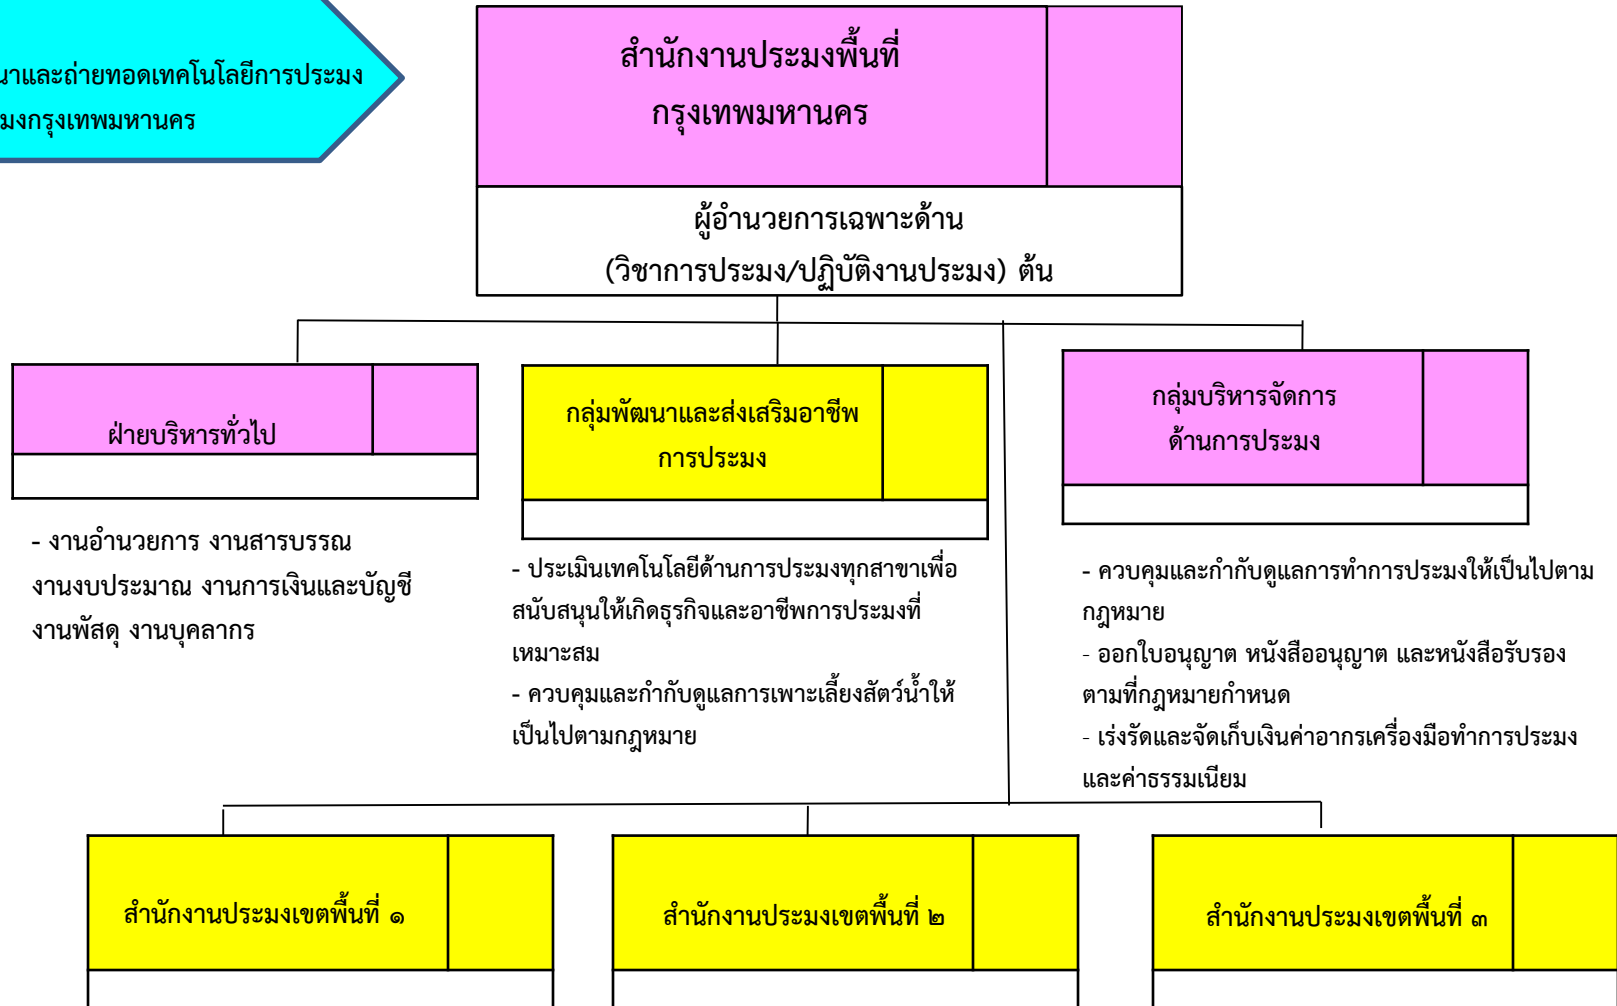 นาและถ่ายทอดเทคโนโลยีการประมง
มงกรุงเทพมหานคร
สำนักงานประมงพื้นที่
กรุงเทพมหานคร
ผู้อำนวยการเฉพาะด้าน
(วิชาการประมง/ปฏิบัติงานประมง) ต้น
ฝ่ายบริหารทั่วไป
- งานอำนวยการ งานสารบรรณ
งานงบประมาณ งานการเงินและบัญชี
งานพัสดุ งานบุคลากร
กลุ่มพัฒนาและส่งเสริมอาชีพ
การประมง
- ประเมินเทคโนโลยีด้านการประมงทุกสาขาเพื่อ
สนับสนุนให้เกิดธุรกิจและอาชีพการประมงที่
เหมาะสม
- ควบคุมและกำกับดูแลการเพาะเลี้ยงสัตว์น้ำให้
เป็นไปตามกฎหมาย
กลุ่มบริหารจัดการ
ด้านการประมง
- ควบคุมและกำกับดูแลการทำการประมงให้เป็นไปตาม
กฎหมาย
- ออกใบอนุญาต หนังสืออนุญาต และหนังสือรับรอง
ตามที่กฎหมายกำหนด
- เร่งรัดและจัดเก็บเงินค่าอากรเครื่องมือทำการประมง
และค่าธรรมเนียม
สำนักงานประมงเขตพื้นที่ ๑
สำนักงานประมงเขตพื้นที่ ๒
สำนักงานประมงเขตพื้นที่ ๓